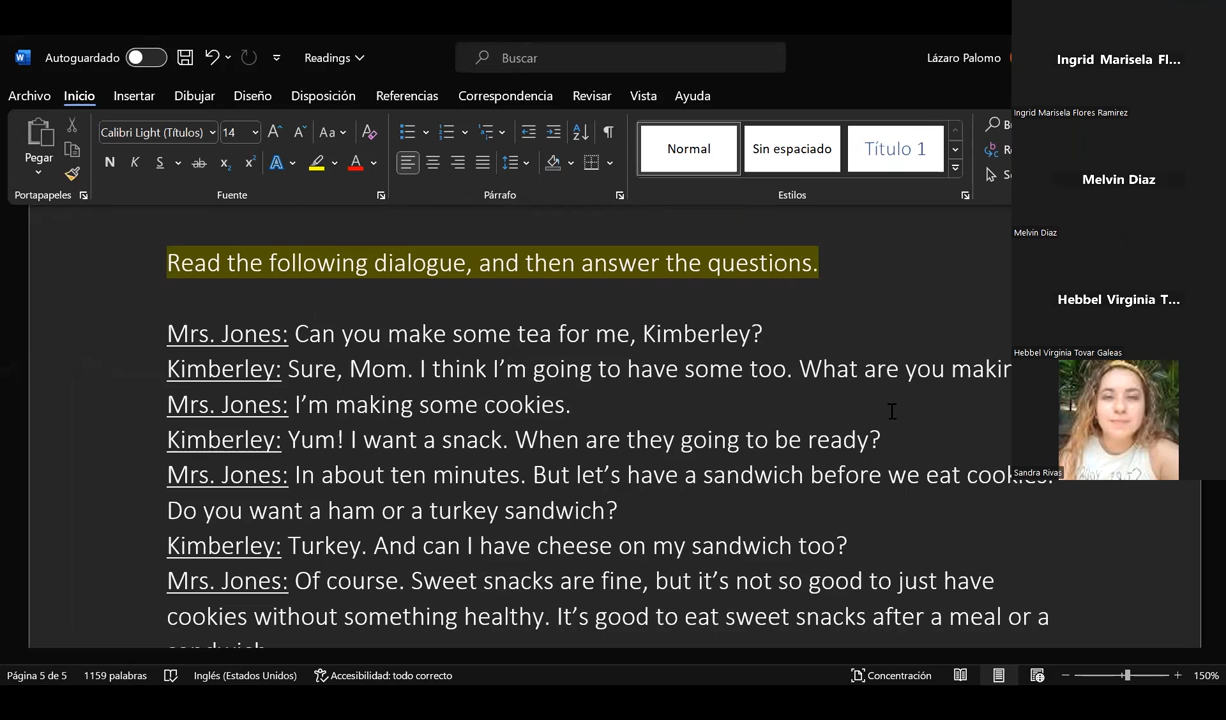 Autoguardado
Readings
Buscar
Lázaro Palomo
Archivo Inicio Insertar Dibujar Diseño Disposición Referencias Correspondencia Revisar Vista Ayuda
Pegar
Calibri Light (Títulos) 14
Normal
Sin espaciado
Título 1
Portapapeles
Fuente
Párrafo
Estilos
Read the following dialogue, and then answer the questions.
Mrs. Jones: Can you make some tea for me, Kimberley?
Kimberley: Sure, Mom. I think I'm going to have some too. What are you
Mrs. Jones: I'm making some cookies.
Kimberley: Yum! I want a snack. When are they going to be ready?
Mrs. Jones: In about ten minutes. But let's have a sandwich before we eat
Do you want a ham or a turkey sandwich?
Kimberley: Turkey. And can I have cheese on my sandwich too?
Mrs. Jones: Of course. Sweet snacks are fine, but it's not so good to just have
cookies without something healthy. It's good to eat sweet snacks after a meal or a
Página 5 de 5 1159 palabras Inglés (Estados Unidos) Accesibilidad: todo correcto Concentración 150%
Ingrid Marisela Fl...
Ingrid Marisela Flores Ramirez
Melvin Diaz
Melvin Diaz
Hebbel Virginia T...
Hebbel Virginia Tovar Galeas
Sandra Rivas